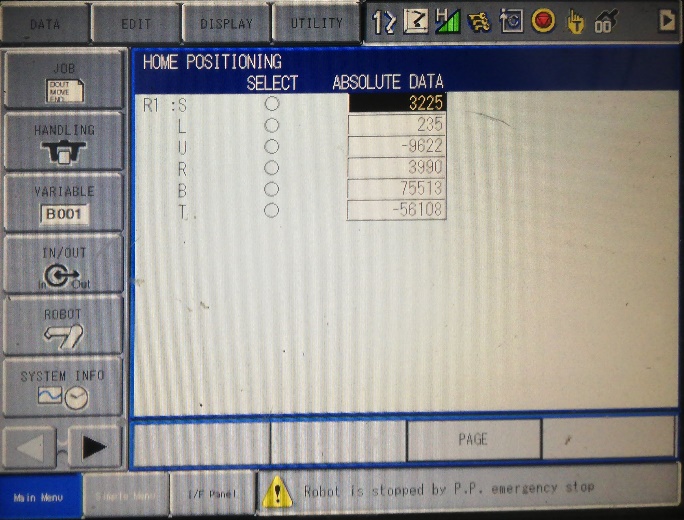 DATA EDIT DISPLAY UTILITY
JOB
DOUT
MOVE
END
HANDLING
VARIABLE
B001
IN/OUT
In Out
ROBOT
SYSTEM INFO
HOME POSITIONING
SELECT ABSOLUTE DATA
R1 :S 3225
L 235
U -9622
R 3990
B 75513
T -56108
PAGE
Main Menu Simple Menu I/F Panel Robot is stopped by P.P. emergency stop